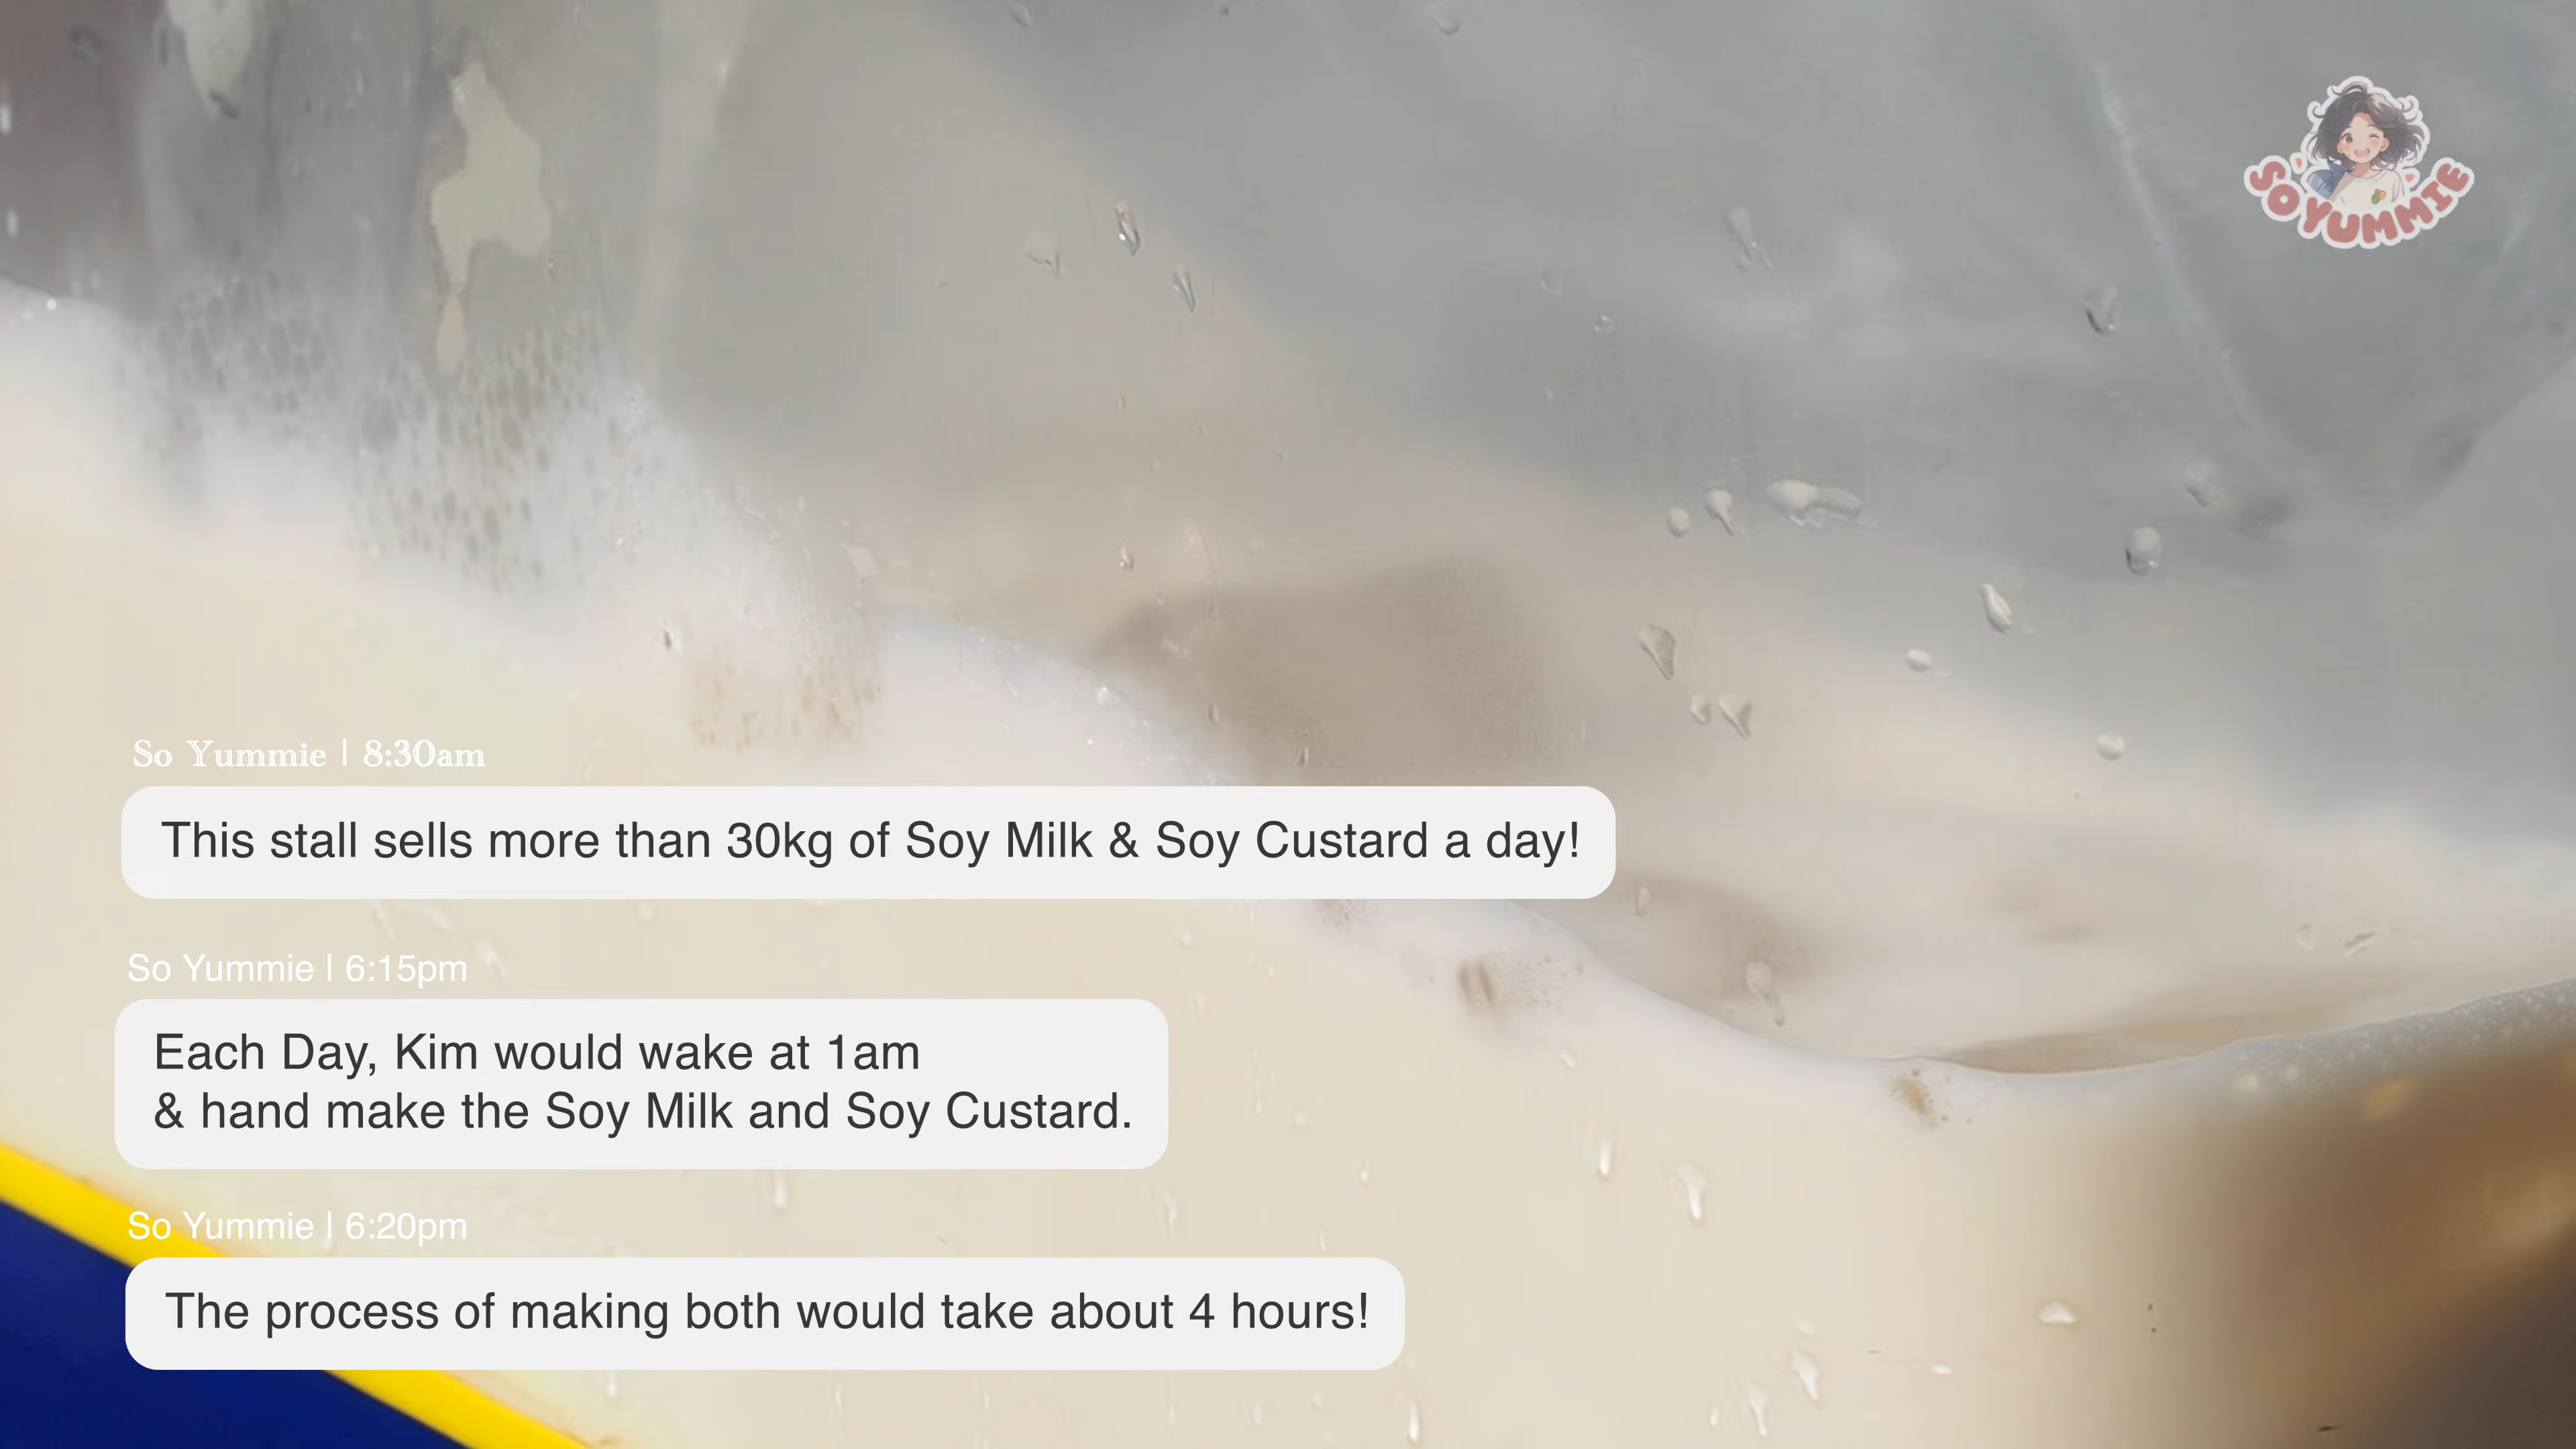 SOYUMMIE
So Yummie | 8:30am
This stall sells more than 30kg of Soy Milk & Soy Custard a day!
So Yummie | 6:15pm
Each Day, Kim would wake at 1am
& hand make the Soy Milk and Soy Custard.
So Yummie | 6:20pm
The process of making both would take about 4 hours!